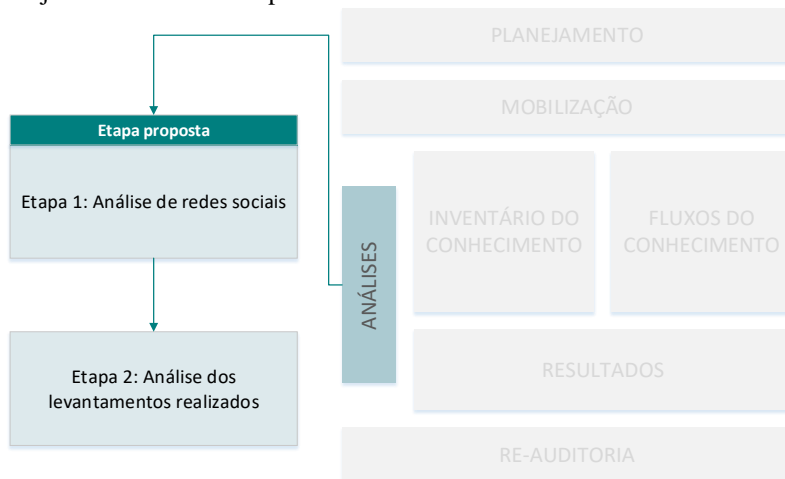 PLANEJAMENTO
MOBILIZAÇÃO
Etapa proposta
Etapa 1: Análise de redes sociais
Etapa 2: Análise dos
levantamentos realizados
ANÁLISES
INVENTÁRIO DO
CONHECIMENTO
FLUXOS DO
CONHECIMENTO
RESULTADOS
RE-AUDITORIA